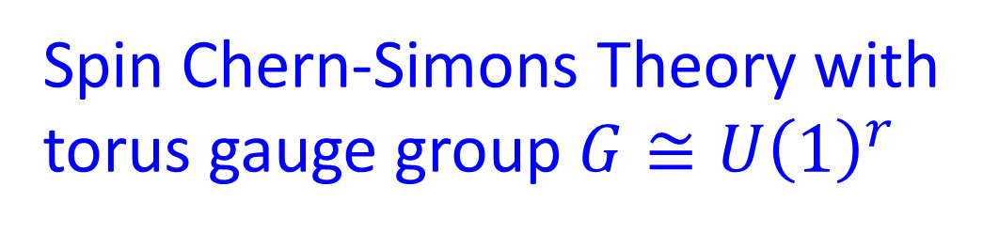 Spin Chern-Simons Theory with
torus gauge group 𝐺 ≅ 𝑈(1)ʳ